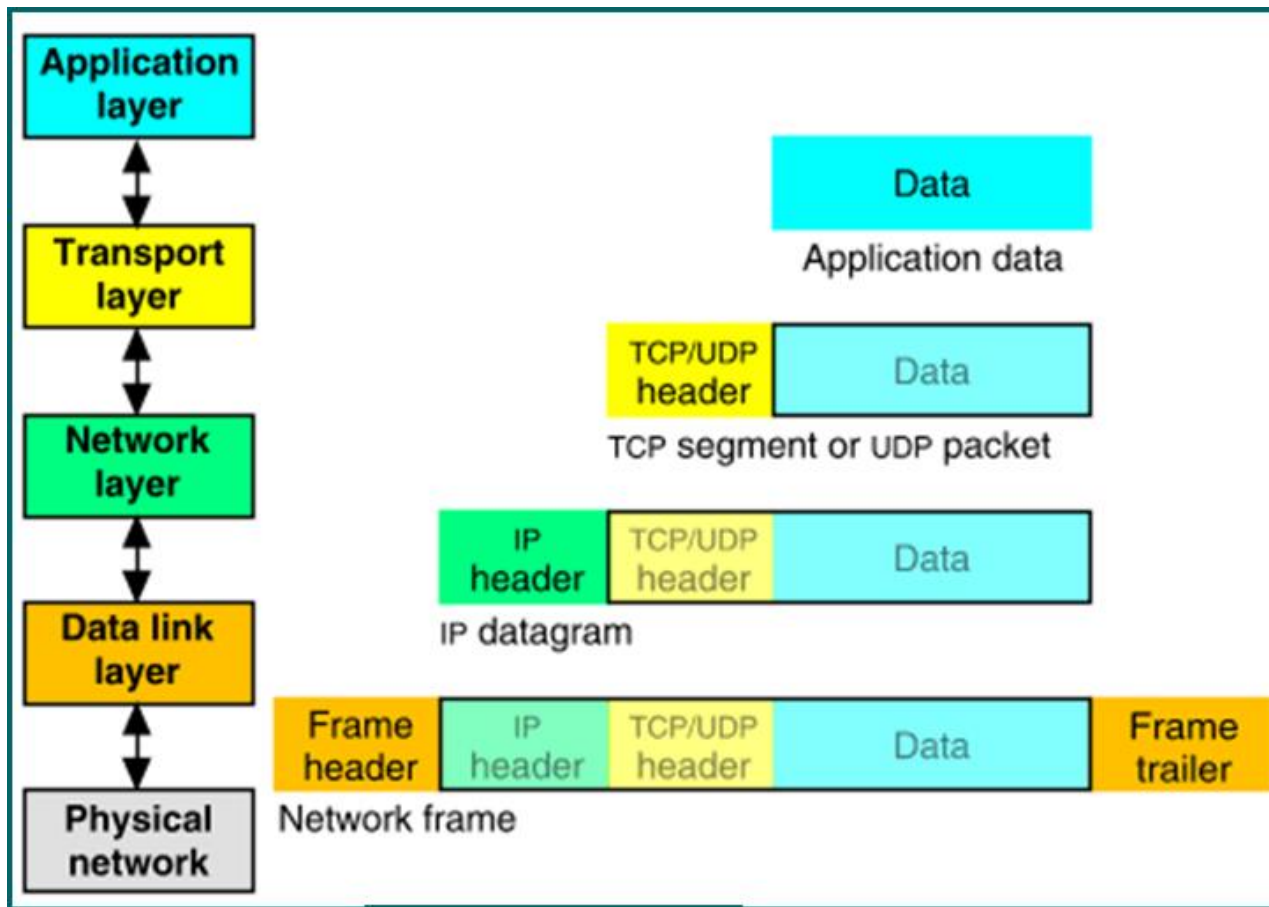 Application
layer
Data
Application data
Transport
layer
TCP/UDP
header
Data
TCP segment or UDP packet
Network
layer
IP
header
TCP/UDP
header
Data
IP datagram
Data link
layer
Frame
header
IP
header
TCP/UDP
header
Data
Frame
trailer
Network frame
Physical
network